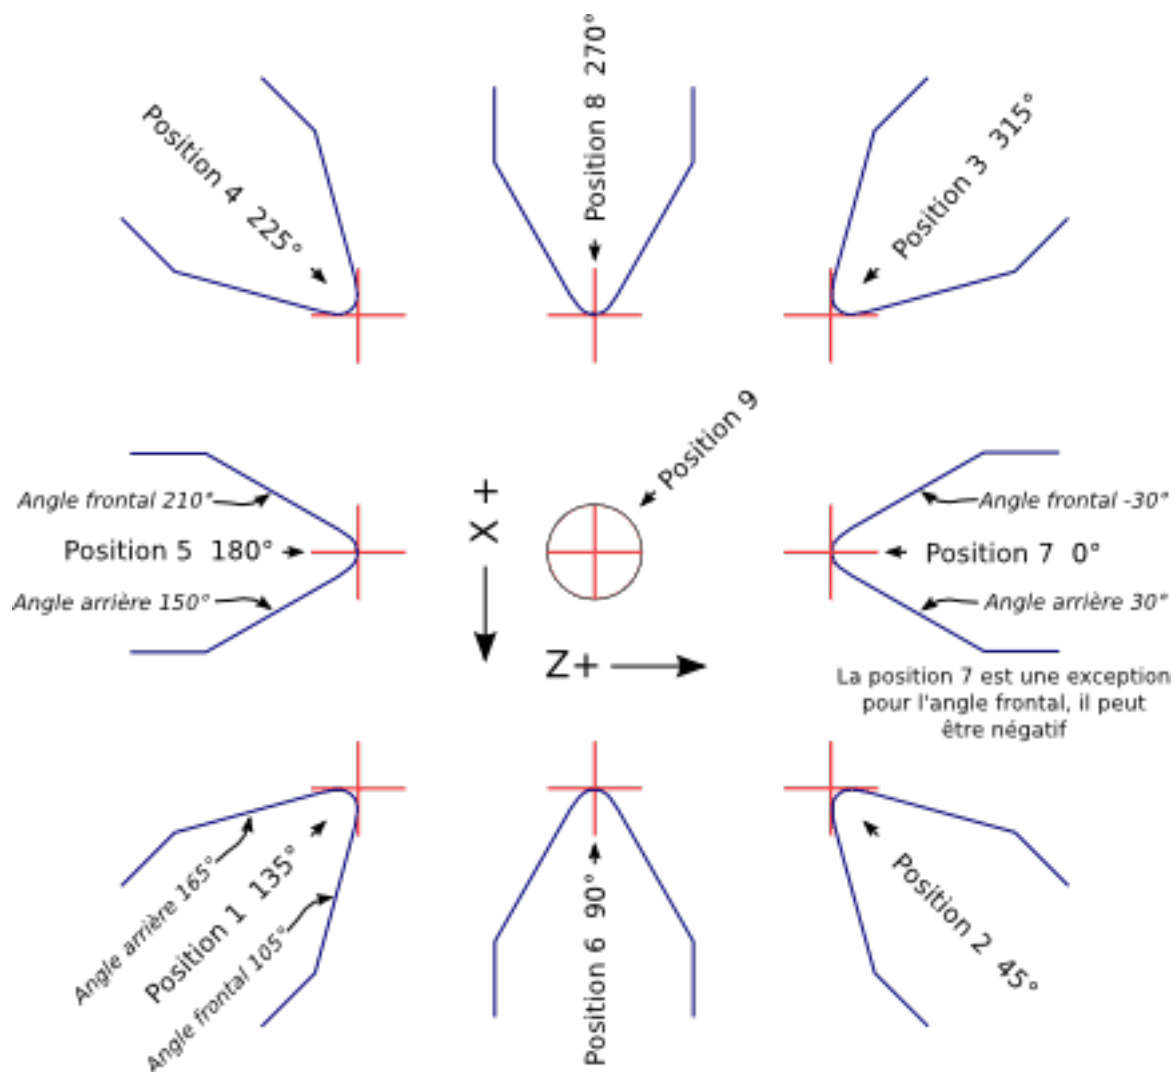 Position 4 225°
Position 8 270°
Position 3 315°
Position 9
Angle frontal 210°
X +
Angle frontal -30°
Position 5 180°
Position 7 0°
Angle arrière 150°
Angle arrière 30°
Z+
La position 7 est une exception
pour l'angle frontal, il peut
être négatif
Angle arrière 165°
Position 1 135°
Angle frontal 105°
Position 6 90°
Position 2 45°